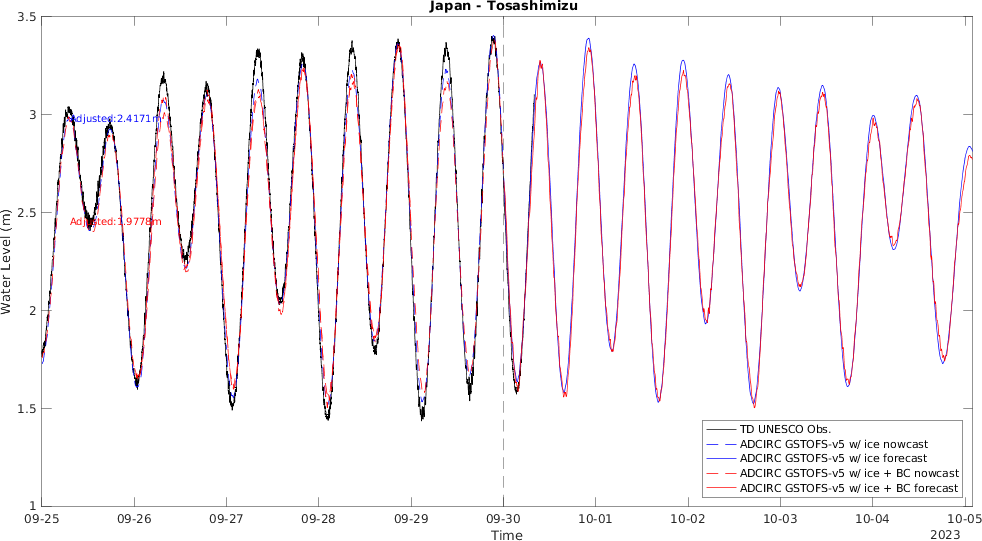 Japan - Tosashimizu
3.5
3
2.5
2
1.5
1
Water Level (m)
Adjusted:2.4171m
Adjusted:1.9778m
TD UNESCO Obs.
ADCIRC GSTOFS-v5 w/ ice nowcast
ADCIRC GSTOFS-v5 w/ ice forecast
ADCIRC GSTOFS-v5 w/ ice + BC nowcast
ADCIRC GSTOFS-v5 w/ ice + BC forecast
09-25 09-26 09-27 09-28 09-29 09-30 10-01 10-02 10-03 10-04 10-05
Time
2023